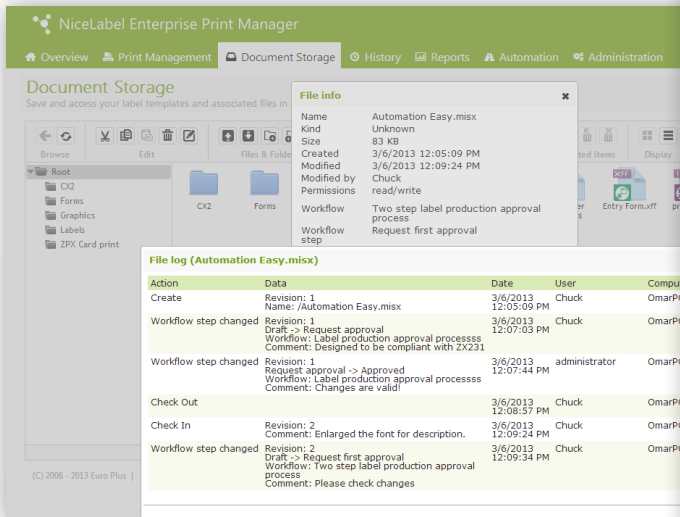 NiceLabel Enterprise Print Manager
Overview Print Management Document Storage History Reports Automation Administration
Document Storage
Save and access your label templates and associated files in
File info
Name Automation Easy.misx
Kind Unknown
Size 83 KB
Created 3/6/2013 12:05:09 PM
Modified 3/6/2013 12:09:24 PM
Modified by Chuck
Permissions read/write
Workflow Two step label production approval
process
Workflow Request first approval
step
Browse Edit Files & Folde Display
Root
CX2
Forms
Graphics
Labels
ZPX Card print
CX2 Forms Entry Form.xff
File log (Automation Easy.misx)
Action Data Date User Compu
Create Revision: 1 3/6/2013 Chuck OmarPC
Name: /Automation Easy.misx 12:05:09 PM
Workflow step changed Revision: 1 3/6/2013 Chuck OmarPC
Draft -> Request approval 12:07:03 PM
Workflow: Label production approval processss
Comment: Designed to be compliant with ZX231
Workflow step changed Revision: 1 3/6/2013 administrator OmarPC
Request approval -> Approved 12:07:44 PM
Workflow: Label production approval processss
Comment: Changes are valid!
Check Out 3/6/2013 Chuck OmarPC
12:08:57 PM
Check In Revision: 2 3/6/2013 Chuck OmarPC
Comment: Enlarged the font for description. 12:09:24 PM
Workflow step changed Revision: 2 3/6/2013 Chuck OmarPC
Draft -> Request first approval 12:09:34 PM
Workflow: Two step label production approval
process
Comment: Please check changes
(C) 2006 - 2013 Euro Plus |